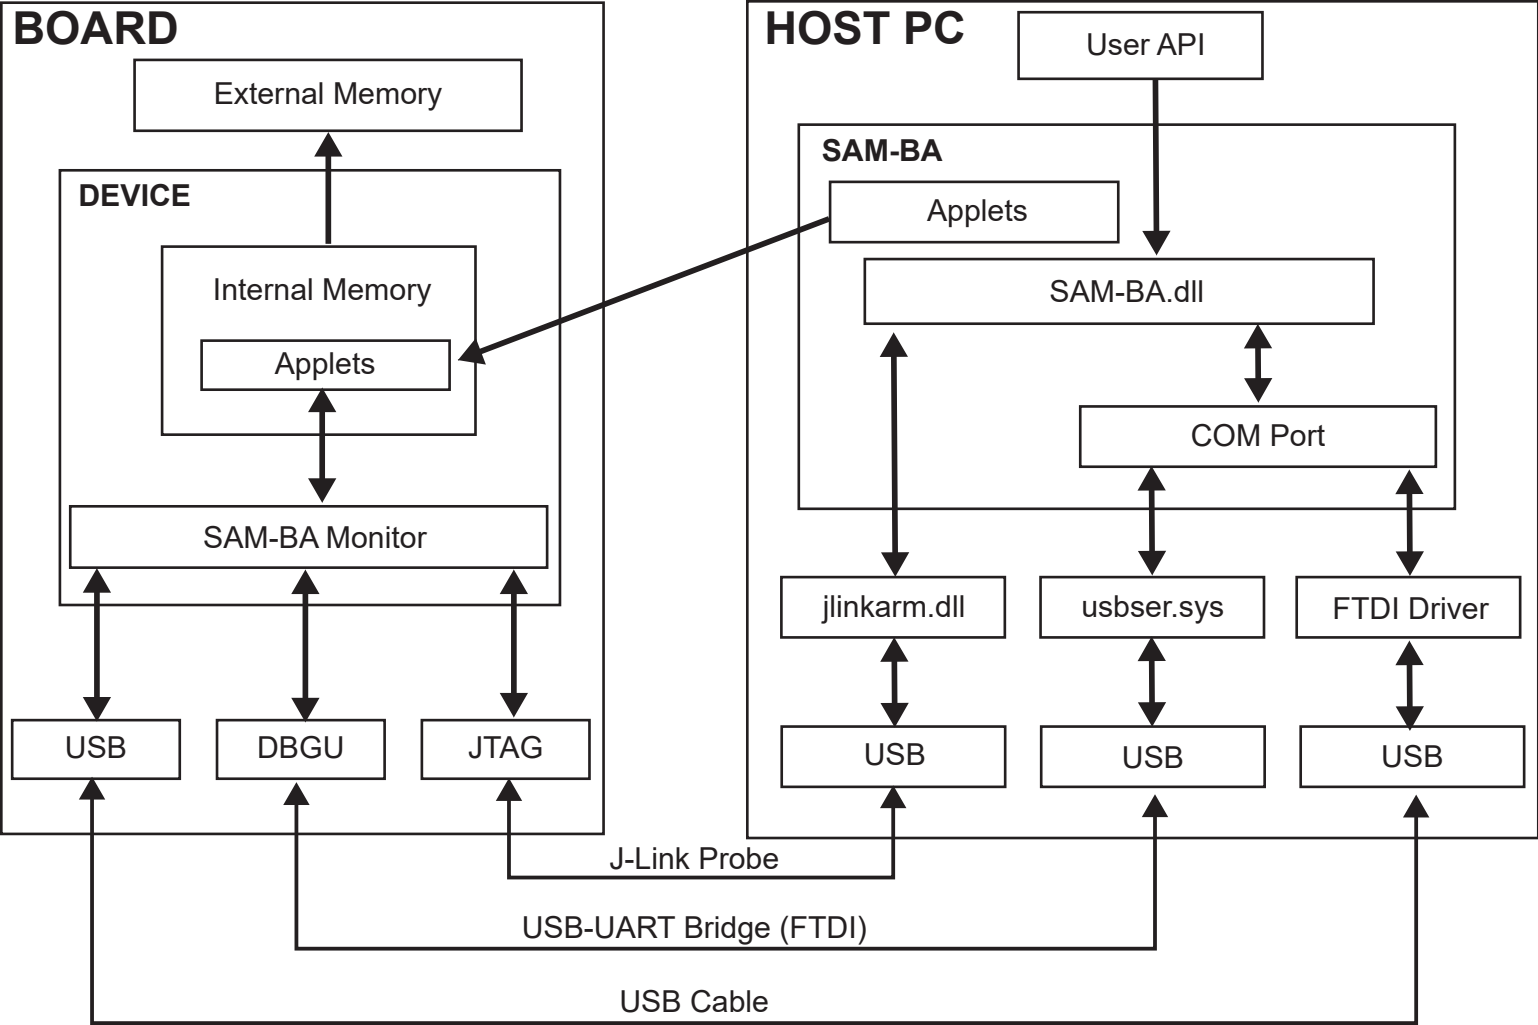 BOARD
External Memory
DEVICE
Internal Memory
Applets
SAM-BA Monitor
USB
DBGU
JTAG
HOST PC
User API
SAM-BA
Applets
SAM-BA.dll
COM Port
jlinkarm.dll
usbser.sys
FTDI Driver
USB
USB
USB
J-Link Probe
USB-UART Bridge (FTDI)
USB Cable